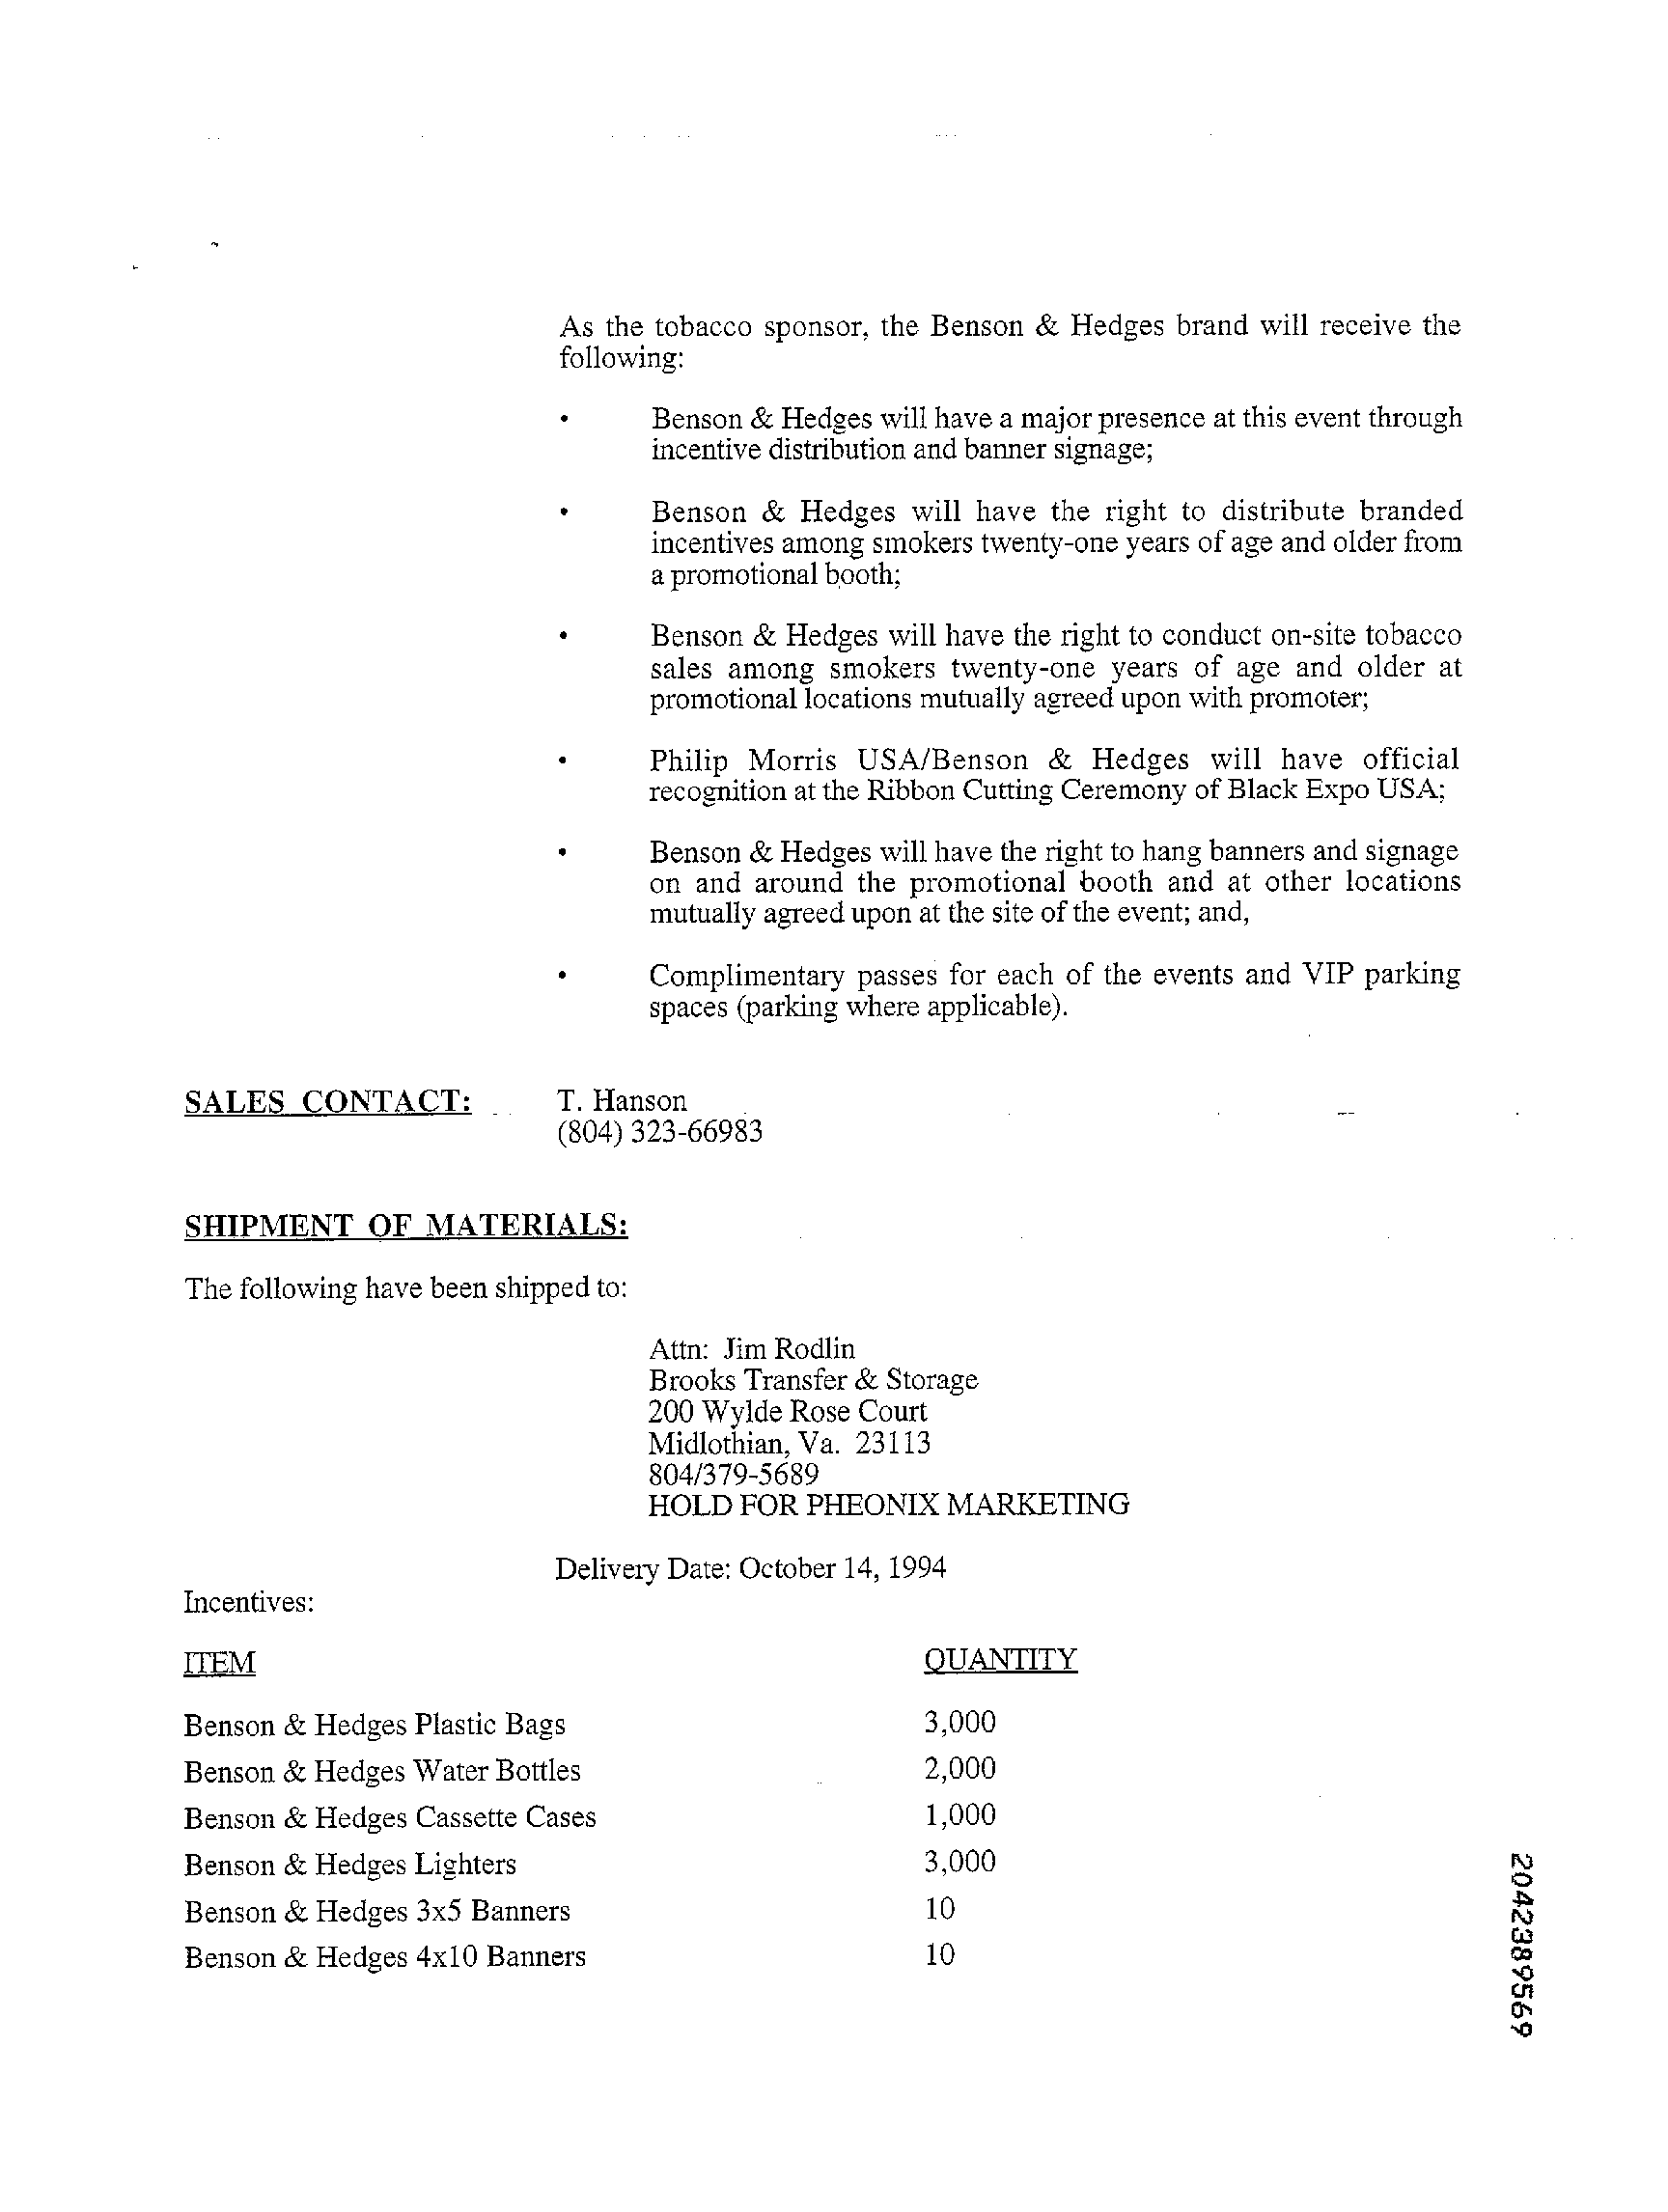 As the tobacco sponsor, the Benson & Hedges brand will receive the
following:
• Benson & Hedges will have a major presence at this event through
incentive distribution and banner signage;
• Benson & Hedges will have the right to distribute branded
incentives among smokers twenty-one years of age and older from
a promotional booth;
• Benson & Hedges will have the right to conduct on-site tobacco
sales among smokers twenty-one years of age and older at
promotional locations mutually agreed upon with promoter;
• Philip Morris USA/Benson & Hedges will have official
recognition at the Ribbon Cutting Ceremony of Black Expo USA;
• Benson & Hedges will have the right to hang banners and signage
on and around the promotional booth and at other locations
mutually agreed upon at the site of the event; and,
• Complimentary passes for each of the events and VIP parking
spaces (parking where applicable).
SALES CONTACT: T. Hanson
(804) 323-66983
SHIPMENT OF MATERIALS:
The following have been shipped to:
Attn: Jim Rodlin
Brooks Transfer & Storage
200 Wylde Rose Court
Midlothian, Va. 23113
804/379-5689
HOLD FOR PHEONIX MARKETING
Delivery Date: October 14, 1994
Incentives:
ITEM QUANTITY
Benson & Hedges Plastic Bags 3,000
Benson & Hedges Water Bottles 2,000
Benson & Hedges Cassette Cases 1,000
Benson & Hedges Lighters 3,000
Benson & Hedges 3x5 Banners 10
Benson & Hedges 4x10 Banners 10
2042389569